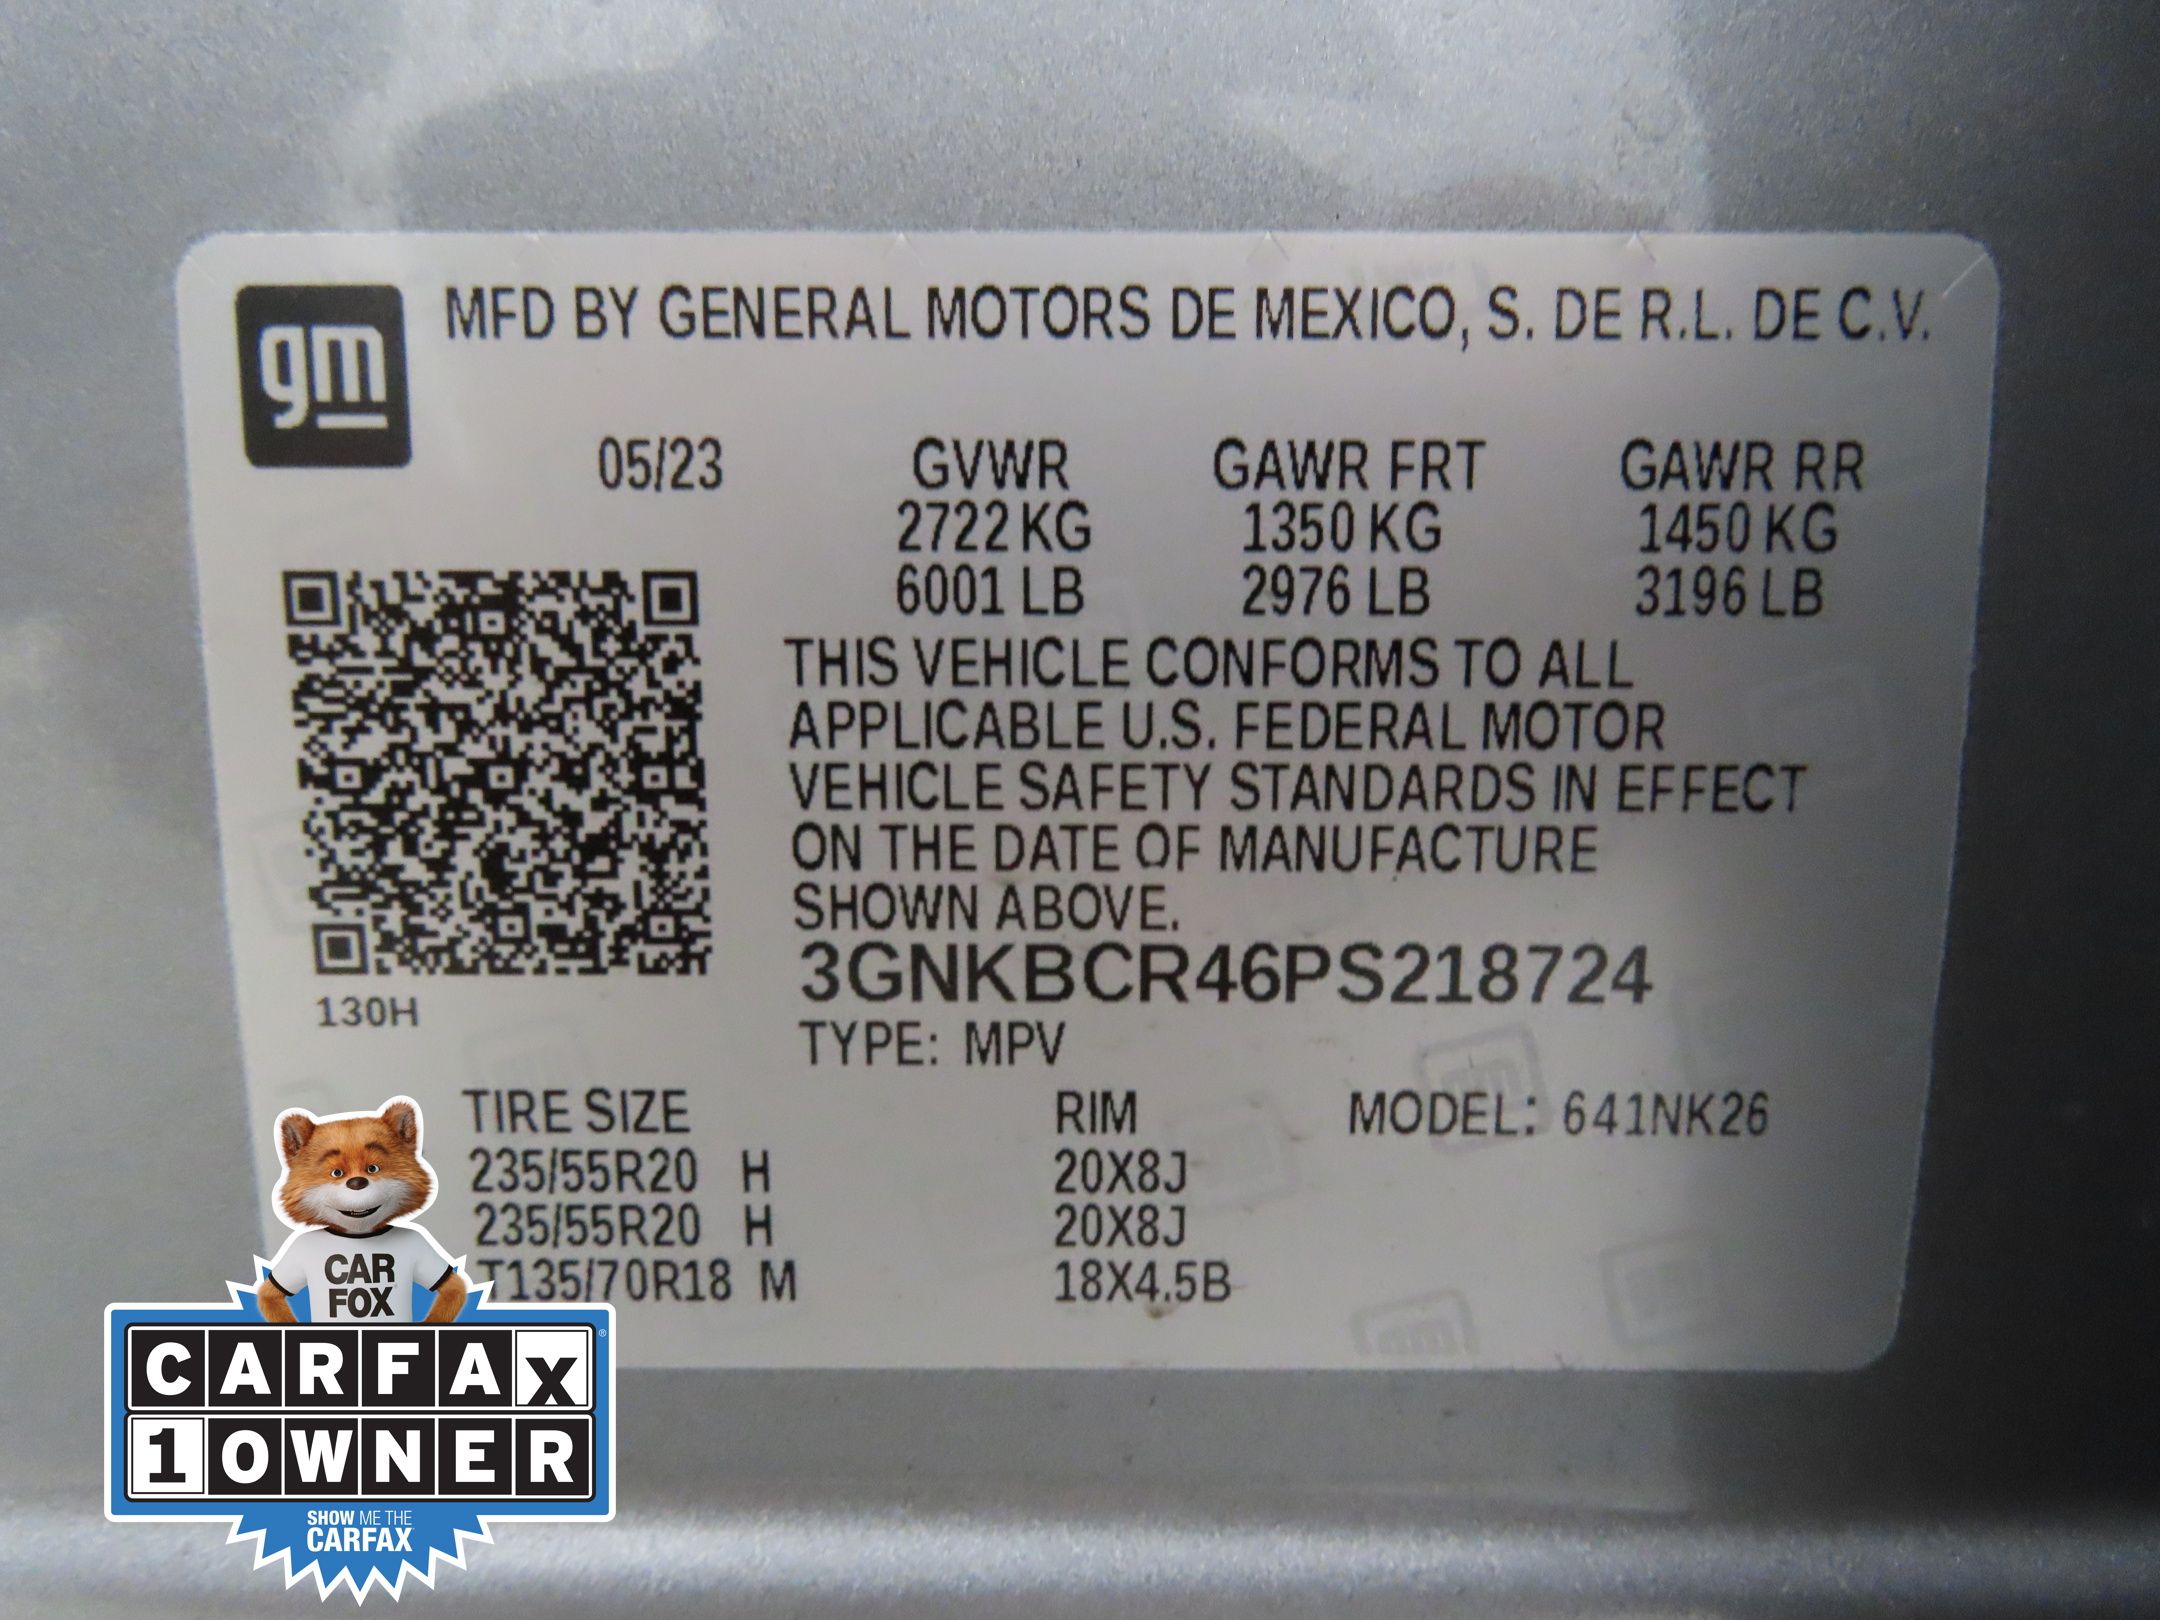 gm
MFD BY GENERAL MOTORS DE MEXICO, S. DE R.L. DE C.V.
05/23 GVWR GAWR FRT GAWR RR
2722 KG 1350 KG 1450 KG
6001 LB 2976 LB 3196 LB
THIS VEHICLE CONFORMS TO ALL
APPLICABLE U.S. FEDERAL MOTOR
VEHICLE SAFETY STANDARDS IN EFFECT
ON THE DATE OF MANUFACTURE
SHOWN ABOVE.
3GNKBCR46PS218724
130H
TYPE: MPV
TIRE SIZE RIM MODEL: 641NK26
235/55R20 H 20X8J
235/55R20 H 20X8J
T135/70R18 M 18X4.5B
CAR
FOX
CARFAX®
1 OWNER
SHOW ME THE
CARFAX